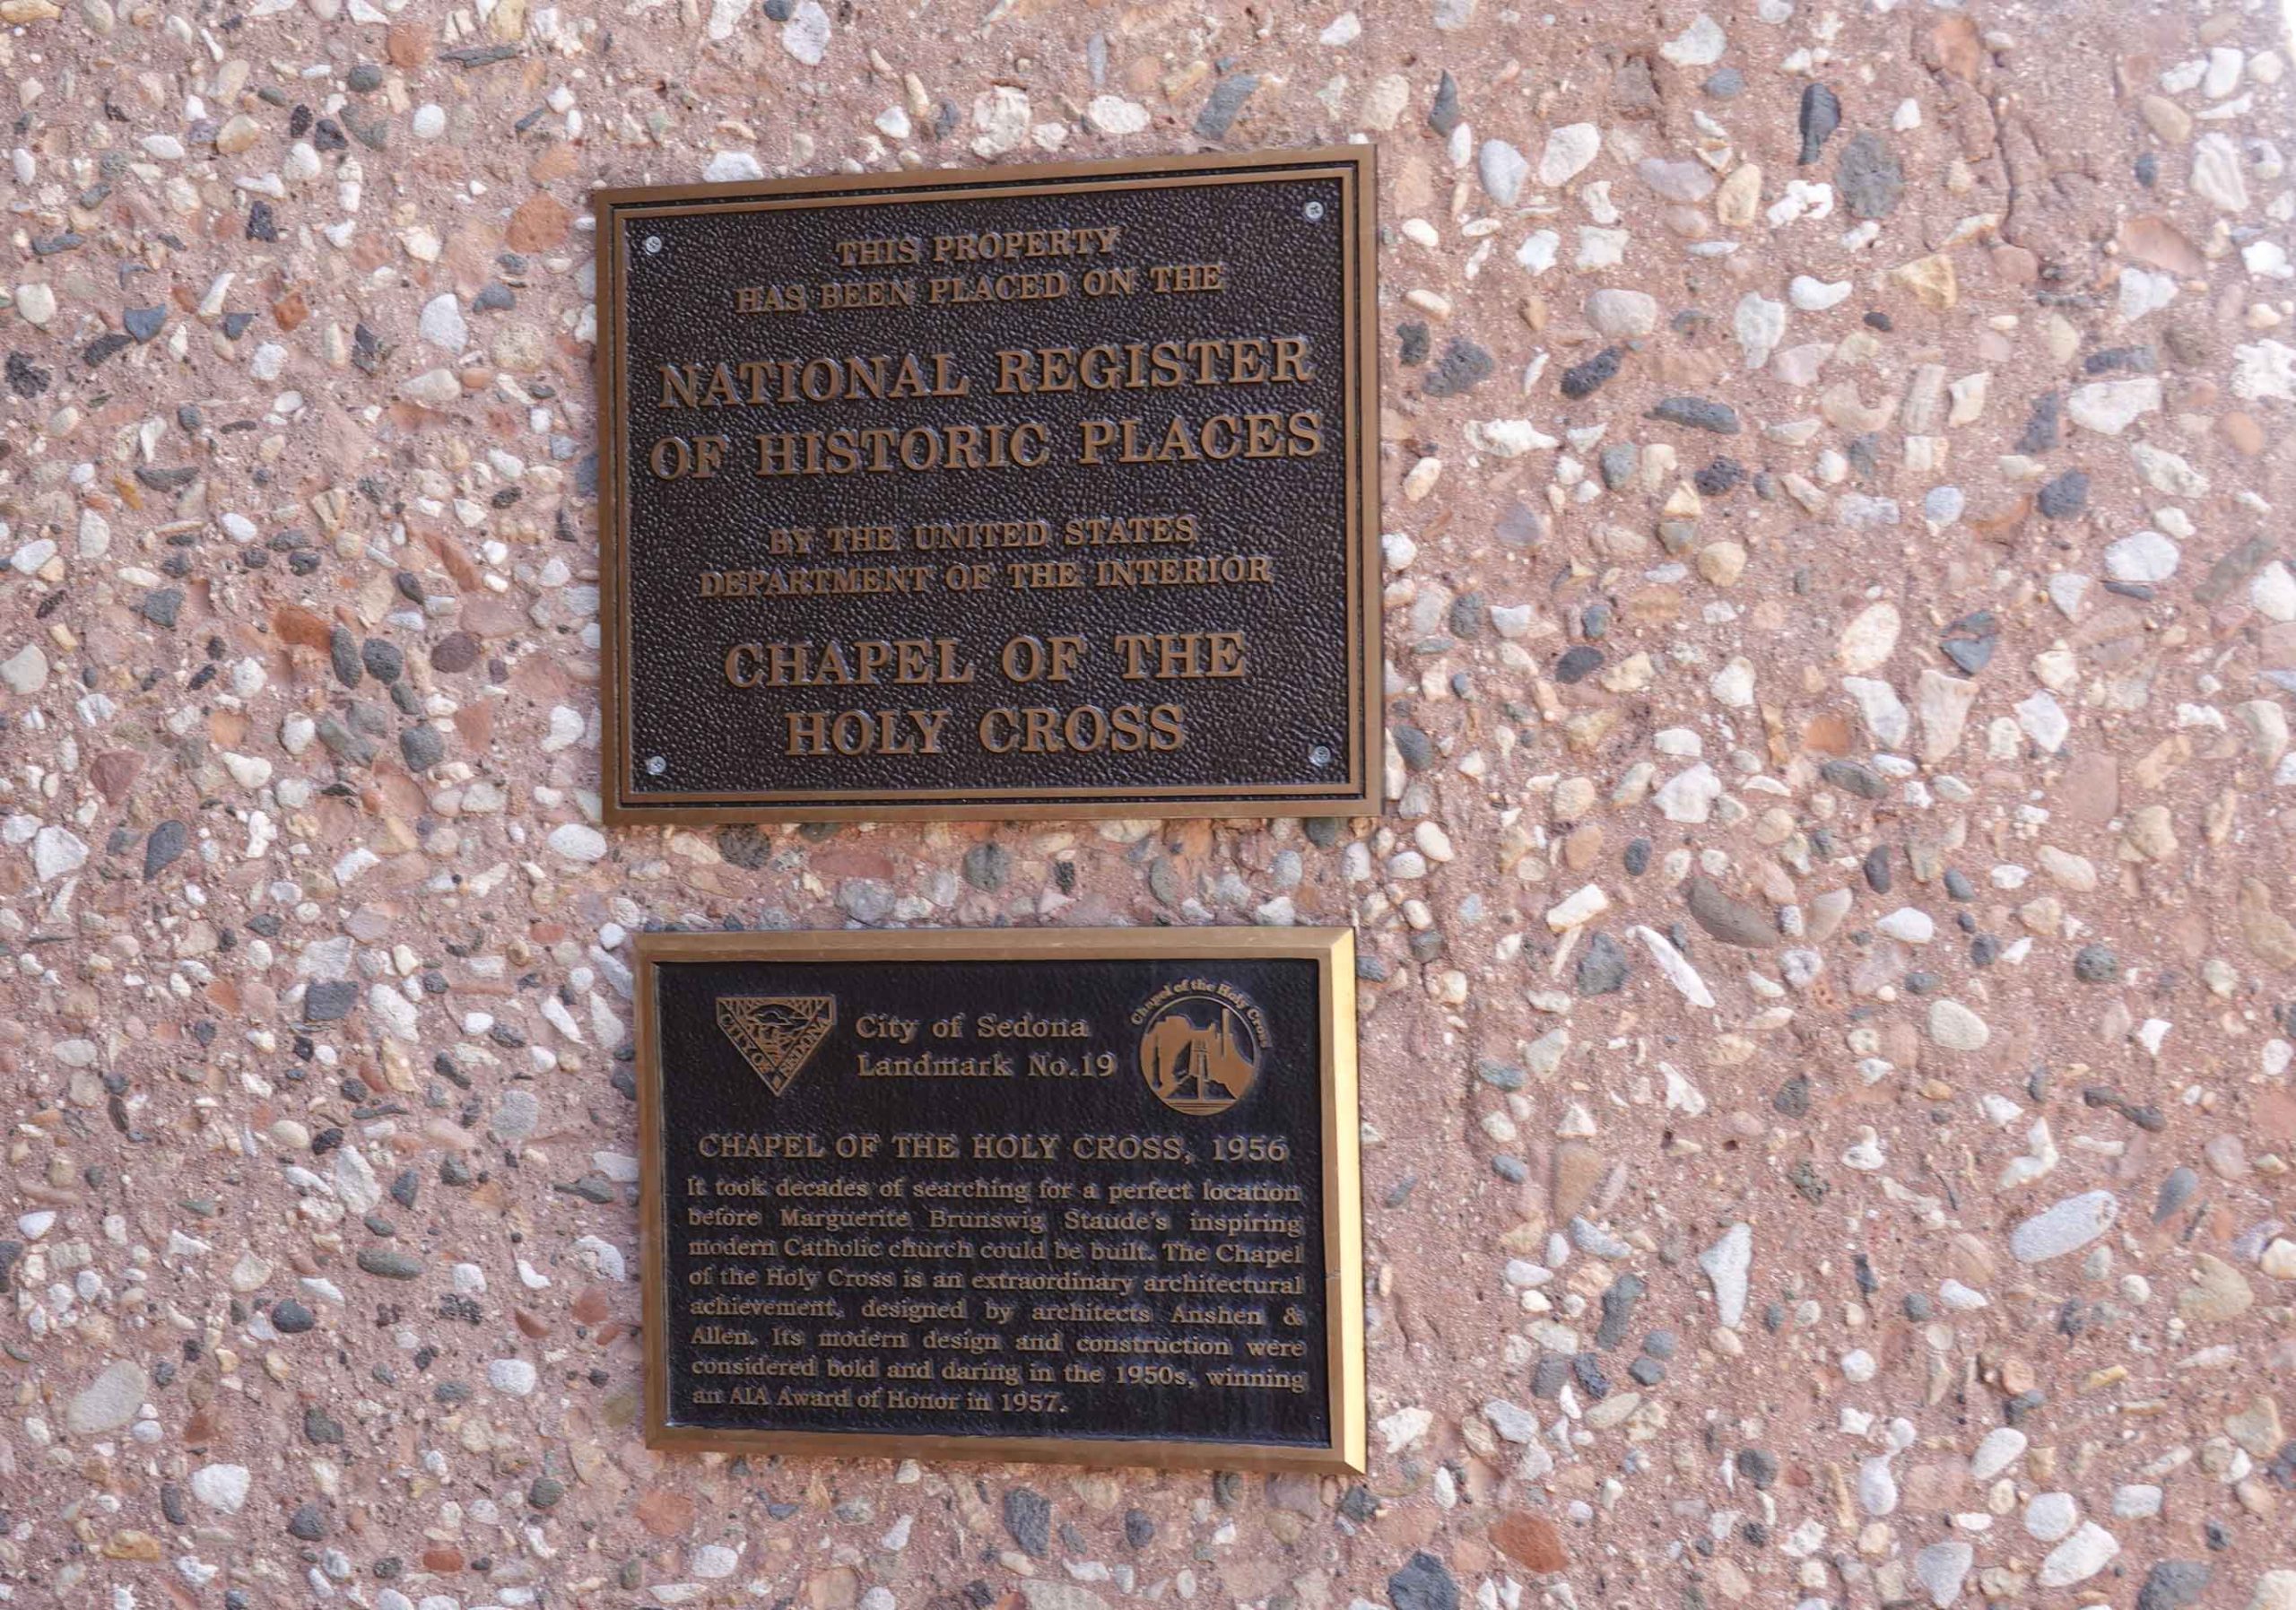 THIS PROPERTY
HAS BEEN PLACED ON THE
NATIONAL REGISTER
OF HISTORIC PLACES
BY THE UNITED STATES
DEPARTMENT OF THE INTERIOR
CHAPEL OF THE
HOLY CROSS
CITY OF SEDONA
City of Sedona
Landmark No.19
Chapel of the Holy Cross
CHAPEL OF THE HOLY CROSS, 1956
It took decades of searching for a perfect location
before Marguerite Brunswig Staude's inspiring
modern Catholic church could be built. The Chapel
of the Holy Cross is an extraordinary architectural
achievement, designed by architects Anshen &
Allen. Its modern design and construction were
considered bold and daring in the 1950s, winning
an AIA Award of Honor in 1957.